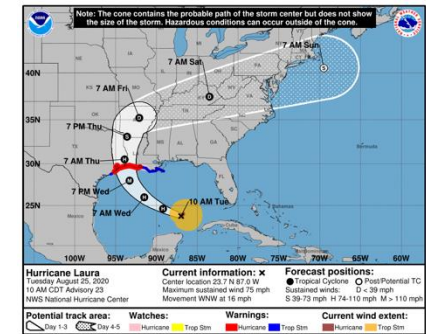 Note: The cone contains the probable path of the storm center but does not show
the size of the storm. Hazardous conditions can occur outside of the cone.
7 AM Sun
7 AM Sat
S
40N
7 AM Fri
D
D
35N
7 PM Thu
S
Bermuda
7 AM Thu
H
30N
7 PM Wed
M
25N
7 AM Wed
H
H
10 AM Tue
Mexico
Cuba
Mexico
100W 95W 90W 85W 80W 75W 70W 65W 60W
Hurricane Laura
Tuesday August 25, 2020
10 AM CDT Advisory 23
NWS National Hurricane Center
Current information: ×
Center location 23.7 N 87.0 W
Maximum sustained wind 75 mph
Movement WNW at 16 mph
Forecast positions:
● Tropical Cyclone ○ Post/Potential TC
Sustained winds: D < 39 mph
S 39-73 mph H 74-110 mph M > 110 mph
Potential track area:
Day 1-3 Day 4-5
Watches:
Hurricane Trop Stm
Warnings:
Hurricane Trop Stm
Current wind extent:
Hurricane Trop Stm